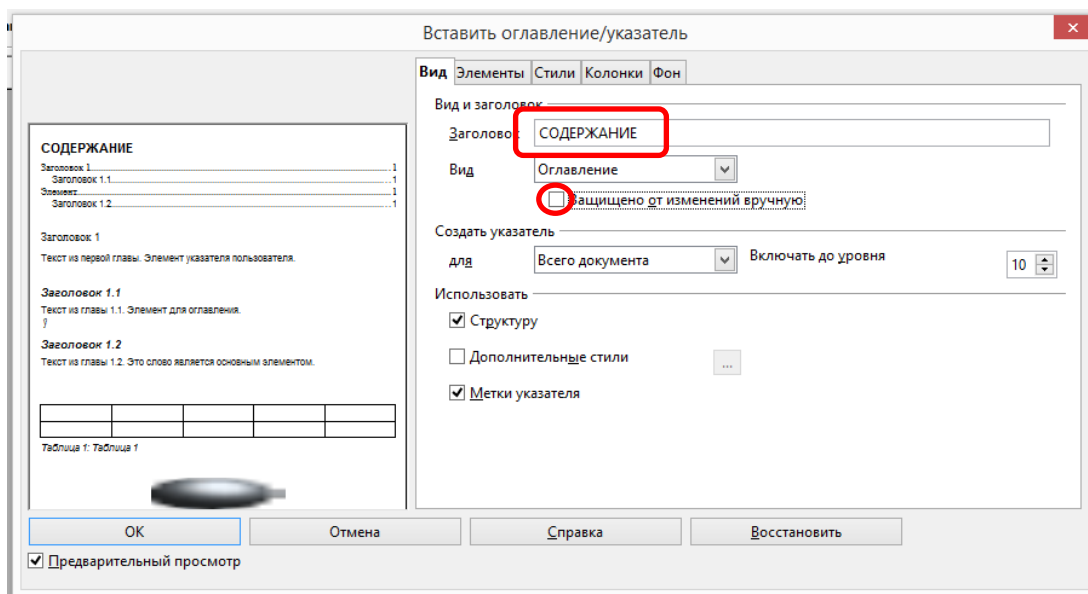 Вставить оглавление/указатель
СОДЕРЖАНИЕ
Заголовок 1 1
Заголовок 1.1 1
Элемент 1
Заголовок 1.2 1
Заголовок 1
Текст из первой главы. Элемент указателя пользователя.
Заголовок 1.1
Текст из главы 1.1. Элемент для оглавления.
Заголовок 1.2
Текст из главы 1.2. Это слово является основным элементом.
Таблица 1: Таблица 1
Вид Элементы Стили Колонки Фон
Вид и заголовок
Заголовок СОДЕРЖАНИЕ
Вид Оглавление
Защищено от изменений вручную
Создать указатель
для Всего документа Включать до уровня 10
Использовать
Структуру
Дополнительные стили ...
Метки указателя
OK Отмена Справка Восстановить
Предварительный просмотр